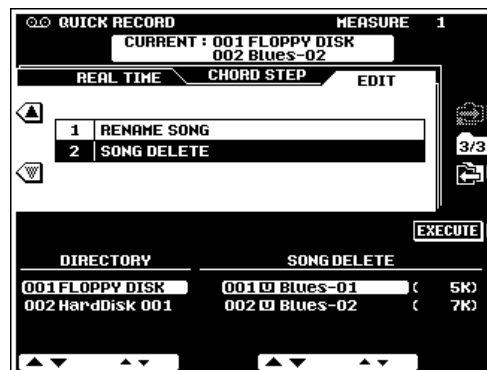 QUICK RECORD MEASURE 1
CURRENT : 001 FLOPPY DISK
002 Blues-02
REAL TIME CHORD STEP EDIT
1 RENAME SONG
2 SONG DELETE
3/3
EXECUTE
DIRECTORY SONG DELETE
001 FLOPPY DISK 001 U Blues-01 ( 5K)
002 HardDisk 001 002 U Blues-02 ( 7K)